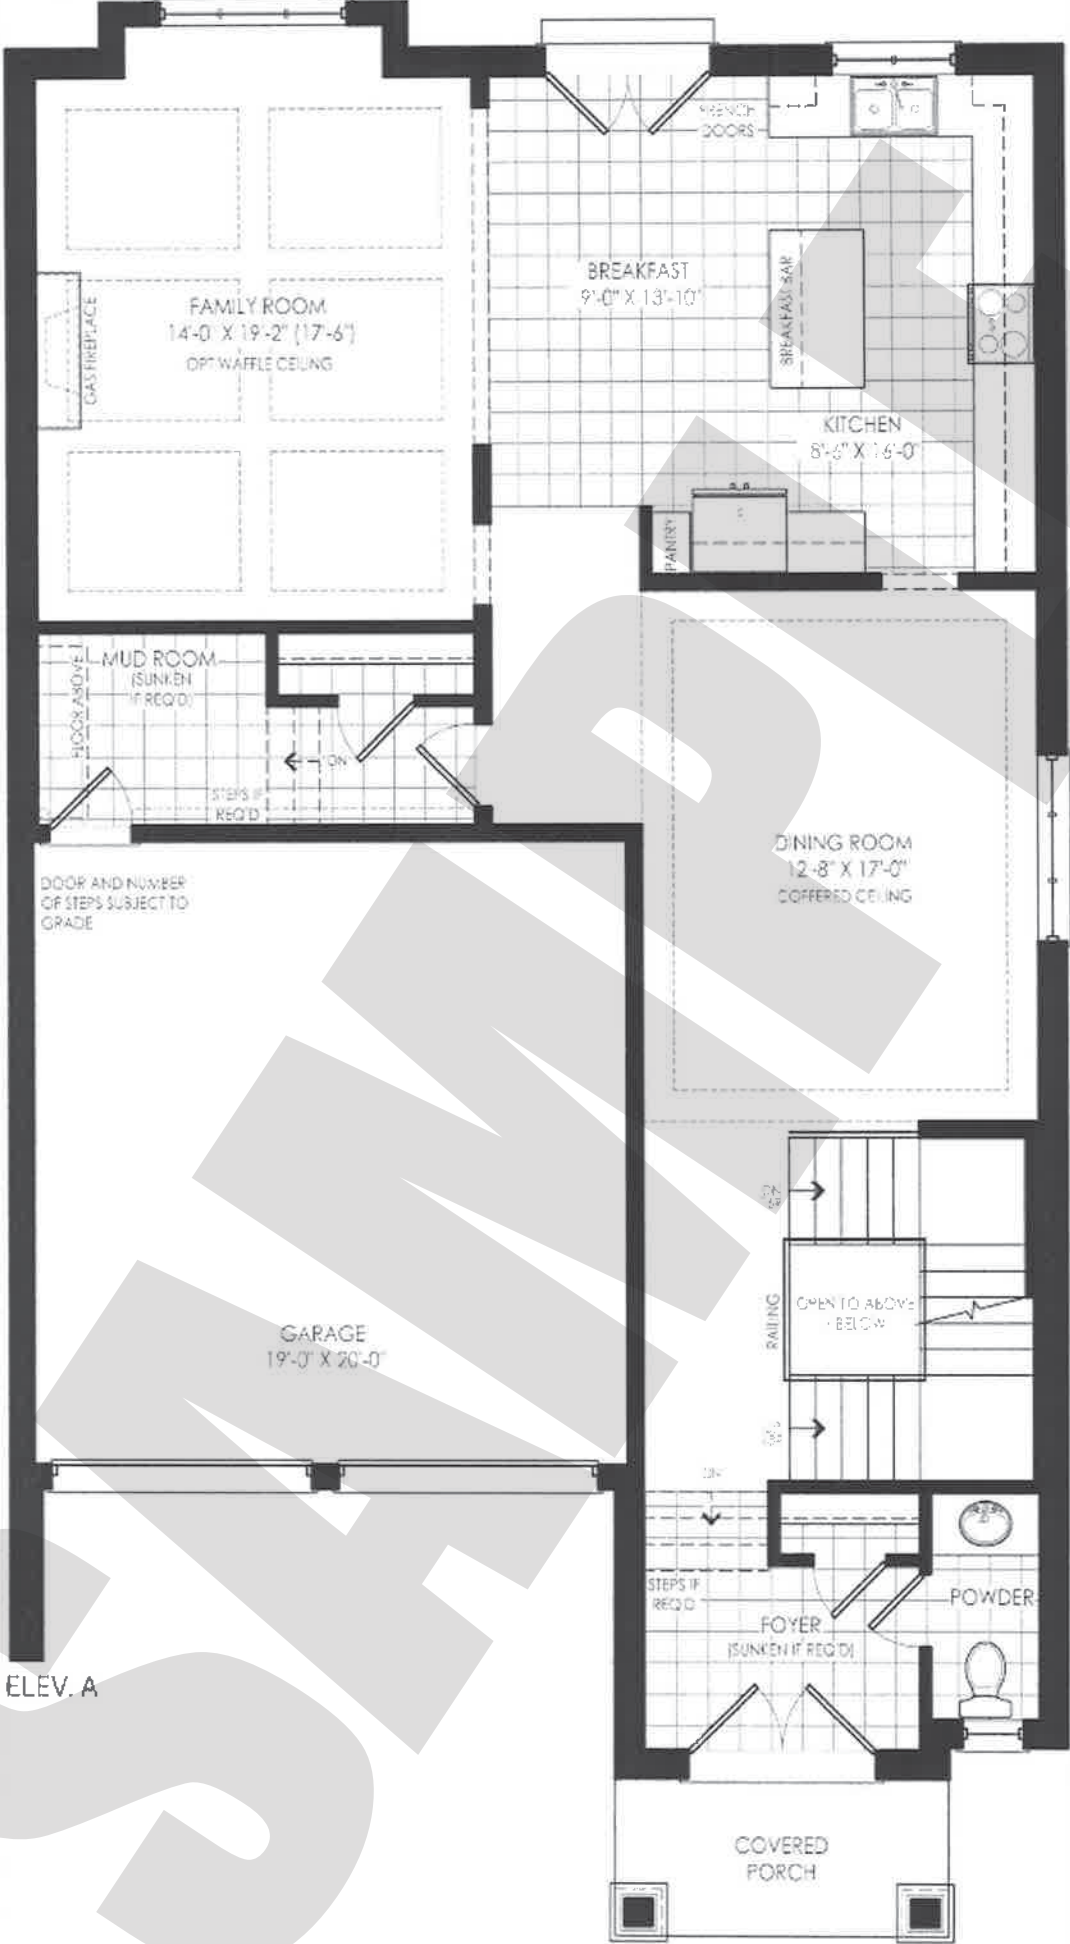 FRENCH
DOORS
BREAKFAST
9'-0" X 13'-10"
BREAKFAST BAR
FAMILY ROOM
14'-0" X 19'-2" (17'-6")
OPT WAFFLE CEILING
GAS FIREPLACE
KITCHEN
8'-6" X 16'-0"
PANTRY
MUD ROOM
(SUNKEN
IF REQ'D)
FLOOR ABOVE
DN
STEPS IF
REQ'D
DINING ROOM
12'-8" X 17'-0"
COFFERED CEILING
DOOR AND NUMBER
OF STEPS SUBJECT TO
GRADE
OPEN TO ABOVE
BELOW
RAILING
GARAGE
19'-0" X 20'-0"
DN
STEPS IF
REQ'D
POWDER
FOYER
(SUNKEN IF REQ'D)
ELEV. A
COVERED
PORCH
SAMPLE